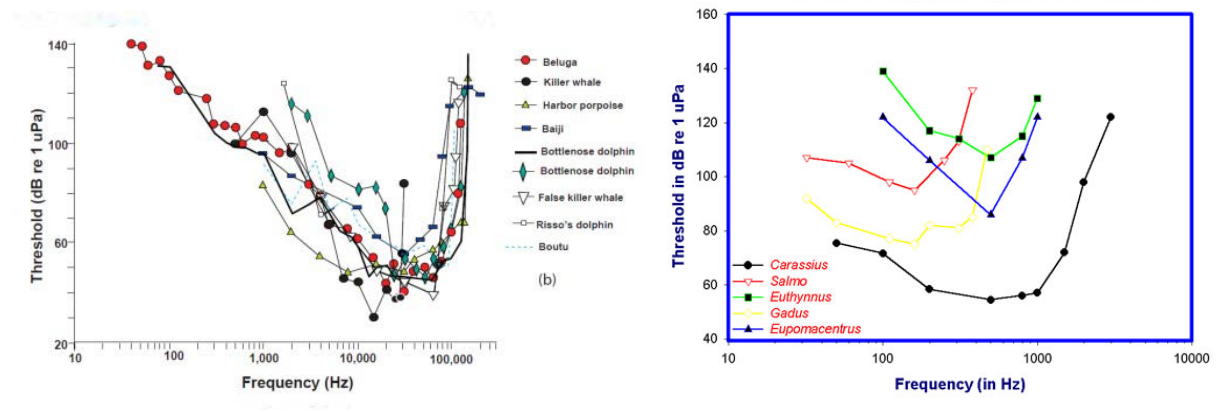 140
100
60
20
Threshold (dB re 1 uPa)
10
100
1,000
10,000
100,000
Frequency (Hz)
Beluga
Killer whale
Harbor porpoise
Baiji
Bottlenose dolphin
Bottlenose dolphin
False killer whale
Risso's dolphin
Boutu
(b)
160
140
120
100
80
60
40
Threshold in dB re 1 uPa
Carassius
Salmo
Euthynnus
Gadus
Eupomacentrus
10
100
1000
10000
Frequency (in Hz)